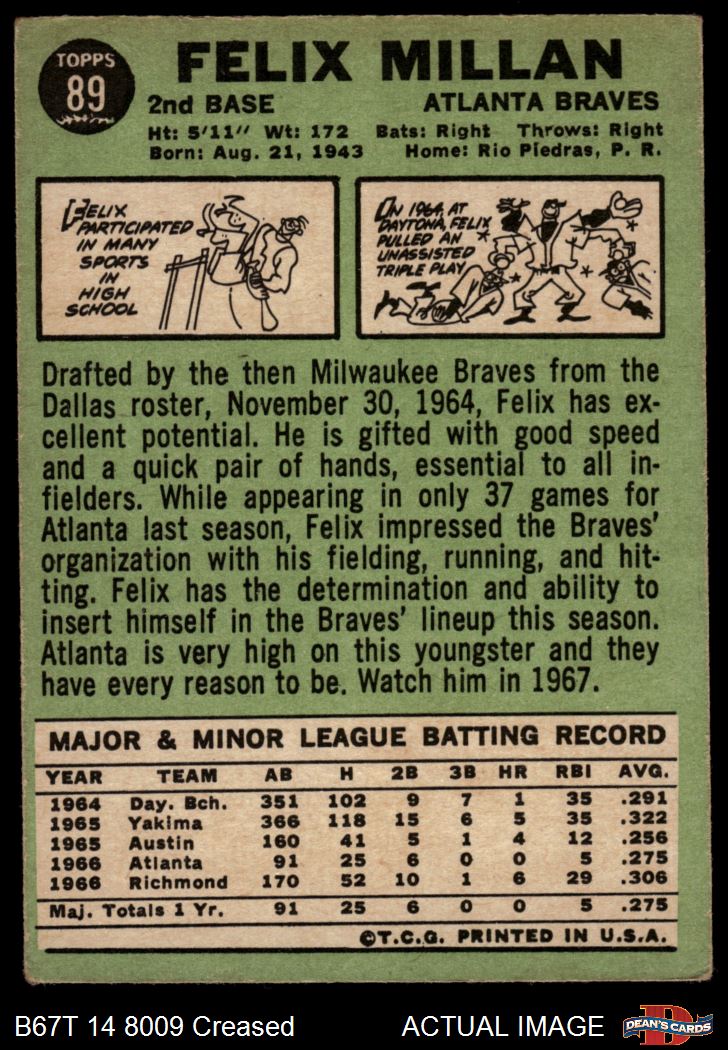 TOPPS
89
FELIX MILLAN
2nd BASE ATLANTA BRAVES
Ht: 5'11" Wt: 172 Bats: Right Throws: Right
Born: Aug. 21, 1943 Home: Rio Piedras, P. R.
FELIX
PARTICIPATED
IN MANY
SPORTS
IN
HIGH
SCHOOL
IN 1964, AT
DAYTONA, FELIX
PULLED AN
UNASSISTED
TRIPLE PLAY
Drafted by the then Milwaukee Braves from the
Dallas roster, November 30, 1964, Felix has ex-
cellent potential. He is gifted with good speed
and a quick pair of hands, essential to all in-
fielders. While appearing in only 37 games for
Atlanta last season, Felix impressed the Braves'
organization with his fielding, running, and hit-
ting. Felix has the determination and ability to
insert himself in the Braves' lineup this season.
Atlanta is very high on this youngster and they
have every reason to be. Watch him in 1967.
MAJOR & MINOR LEAGUE BATTING RECORD
YEAR TEAM AB H 2B 3B HR RBI AVG.
1964 Day. Bch. 351 102 9 7 1 35 .291
1965 Yakima 366 118 15 6 5 35 .322
1965 Austin 160 41 5 1 4 12 .256
1966 Atlanta 91 25 6 0 0 5 .275
1966 Richmond 170 52 10 1 6 29 .306
Maj. Totals 1 Yr. 91 25 6 0 0 5 .275
©T.C.G. PRINTED IN U.S.A.
B67T 14 8009 Creased ACTUAL IMAGE
D
DEAN'S CARDS